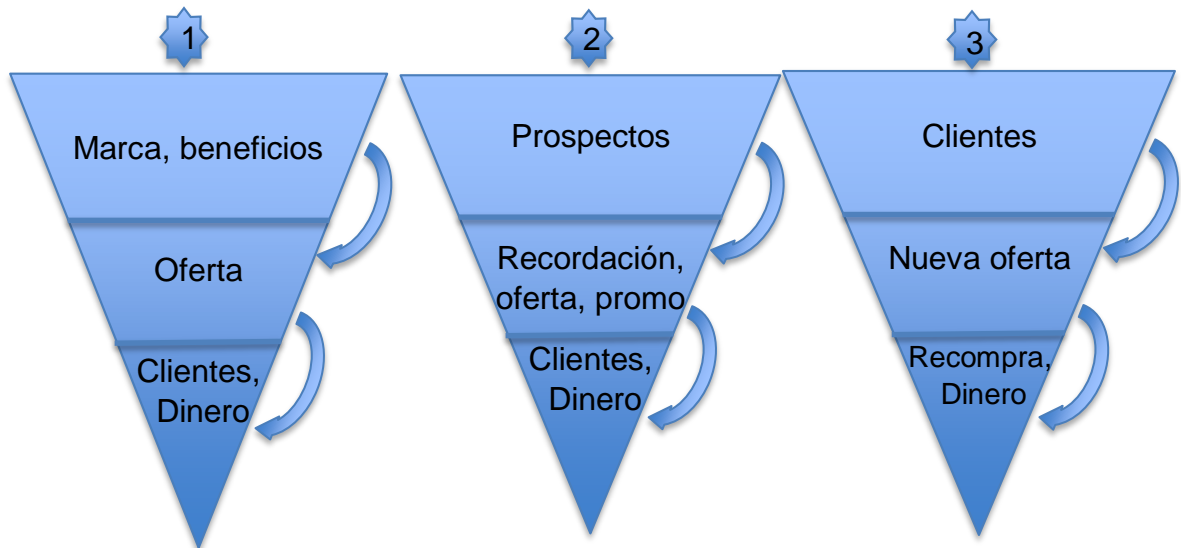 1
Marca, beneficios
Oferta
Clientes,
Dinero
2
Prospectos
Recordación,
oferta, promo
Clientes,
Dinero
3
Clientes
Nueva oferta
Recompra,
Dinero